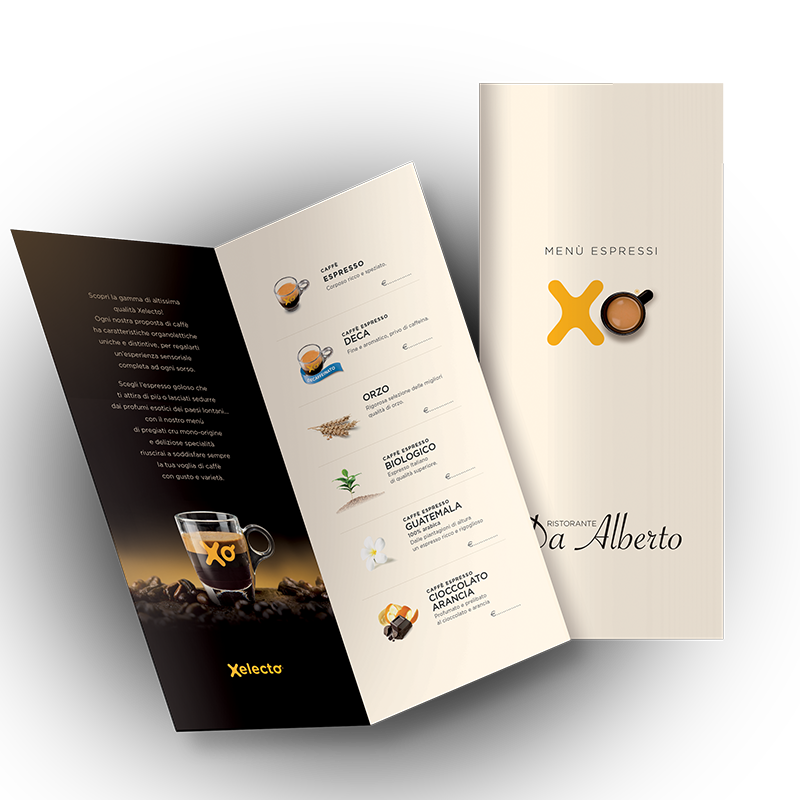 Scopri la gamma di altissima
qualità Xelecto!
Ogni nostra proposta di caffè
ha caratteristiche organolettiche
uniche e distintive, per regalarti
un'esperienza sensoriale
completa ad ogni sorso.
Scegli l'espresso goloso che
ti attira di più o lasciati sedurre
dai profumi esotici dei paesi lontani...
con il nostro menù
di pregiati cru mono-origine
e deliziose specialità
riuscirai a soddisfare sempre
la tua voglia di caffè
con gusto e varietà.
Xo
Xelecto
CAFFÈ
ESPRESSO
Corposo ricco e speziato.
€
CAFFÈ ESPRESSO
DECA
Fine e aromatico, privo di caffeina.
€
DECAFFEINATO
ORZO
Rigorosa selezione delle migliori
qualità di orzo.
€
CAFFÈ ESPRESSO
BIOLOGICO
Espresso Italiano
di qualità superiore.
€
CAFFÈ ESPRESSO
GUATEMALA
100% arabica
Dalle piantagioni di altura
un espresso ricco e rigoglioso
€
CAFFÈ ESPRESSO
CIOCCOLATO
ARANCIA
Profumato e prelibato
al cioccolato e arancia
€
MENÙ ESPRESSI
XO
RISTORANTE
Da Alberto